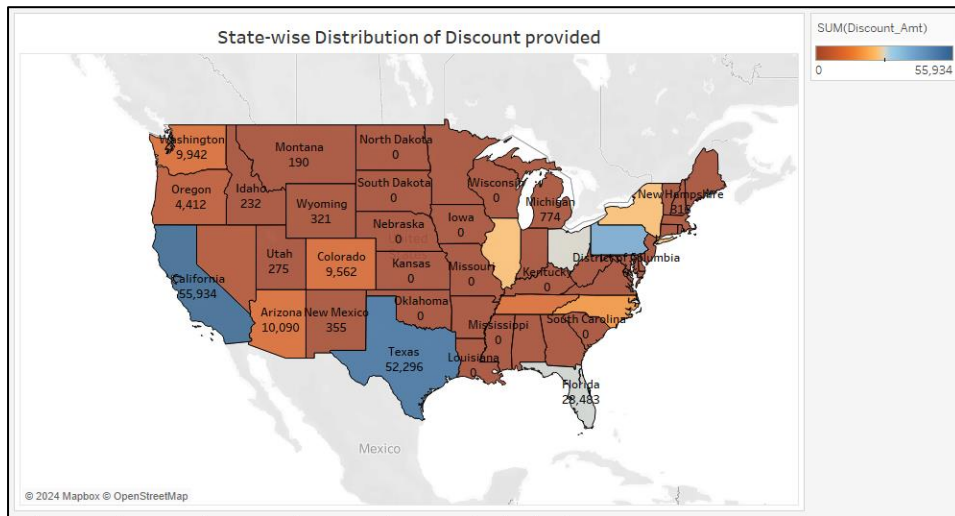 State-wise Distribution of Discount provided
SUM(Discount_Amt)
0
55,934
Washington
9,942
Montana
190
North Dakota
0
Oregon
4,412
Idaho
232
Wyoming
321
South Dakota
0
Wisconsin
0
Michigan
774
New Hampshire
Nebraska
0
Iowa
0
California
55,934
Utah
275
Colorado
9,562
Kansas
0
Missouri
0
Kentucky
0
District of Columbia
Arizona
10,090
New Mexico
355
Oklahoma
0
Mississippi
0
South Carolina
0
Texas
52,296
Louisiana
0
Florida
28,483
Mexico
© 2024 Mapbox © OpenStreetMap